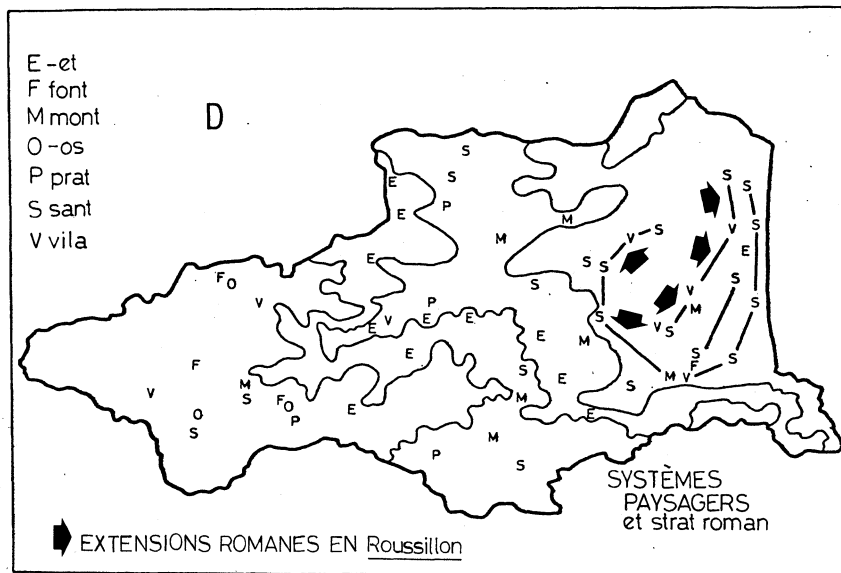 E -et
F font
M mont
O -os
P prat
S sant
V vila
D
S
E S S S
E P S
M M V S V
E S S E
F O S V
V P S M S
E V E E S V S
E M
F E E S S
M S F
V S E S M V
F O M
O P E E
S M
P S
SYSTÈMES
PAYSAGERS
et strat roman
EXTENSIONS ROMANES EN Roussillon